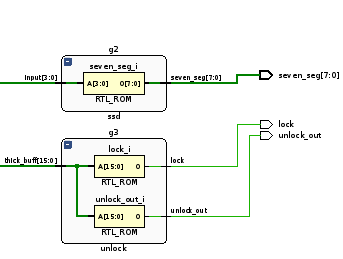 g2
seven_seg_i
input[3:0]
A[3:0] O[7:0]
seven_seg[7:0]
seven_seg[7:0]
RTL_ROM
ssd
g3
lock_i
lock
thick_buff[15:0]
A[15:0] O
lock
unlock_out
RTL_ROM
unlock_out_i
A[15:0] O
unlock_out
RTL_ROM
unlock